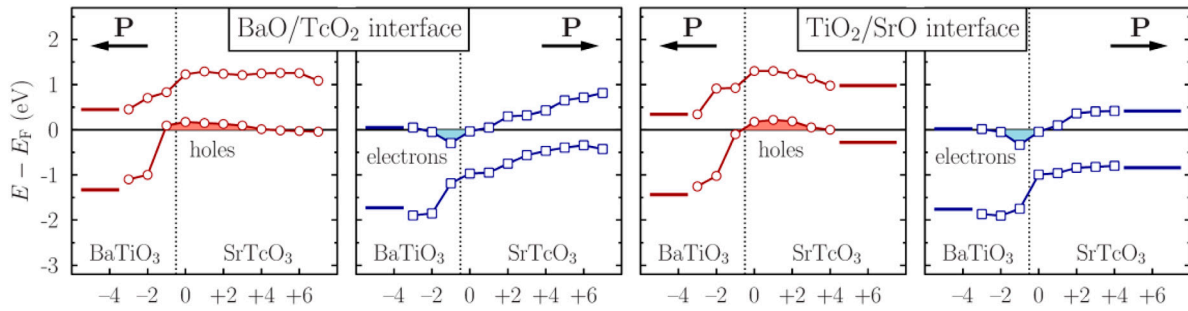 P
BaO/TcO₂ interface
P
P
TiO₂/SrO interface
P
E − E_F (eV)
2
1
0
-1
-2
-3
holes
electrons
holes
electrons
BaTiO₃
SrTcO₃
BaTiO₃
SrTcO₃
BaTiO₃
SrTcO₃
BaTiO₃
SrTcO₃
−4 −2 0 +2 +4 +6
−4 −2 0 +2 +4 +6
−4 −2 0 +2 +4 +6
−4 −2 0 +2 +4 +6